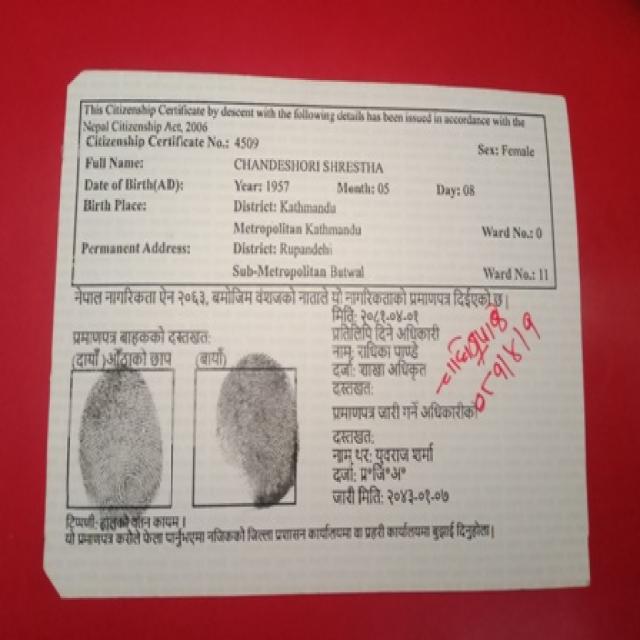 This Citizenship Certificate by descent with the following details has been issued in accordance with the
Nepal Citizenship Act, 2006
Citizenship Certificate No.: 4509 Sex: Female
Full Name: CHANDESHORI SHRESTHA
Date of Birth(AD): Year: 1957 Month: 05 Day: 08
Birth Place: District: Kathmandu
Metropolitan Kathmandu Ward No.: 0
Permanent Address: District: Rupandehi
Sub-Metropolitan Butwal Ward No.: 11
नेपाल नागरिकता ऐन २०६३, बमोजिम वंशजको नाताले यो नागरिकताको प्रमाणपत्र दिईएको छ।
मिति: २०८१-०४-०१
प्रमाणपत्र बाहकको दस्तखत: प्रतिलिपि दिने अधिकारी
(दायाँ)औंठाको छाप (बायाँ) नाम: राधिका पाण्डे
दर्जा: शाखा अधिकृत
दस्तखत:
प्रमाणपत्र जारी गर्ने अधिकारीको
दस्तखत:
नाम थर: युवराज शर्मा
दर्जा: प्र॰जि॰अ॰
जारी मिति: २०४३-०१-०७
टिप्पणी: हालको वतन कायम।
यो प्रमाणपत्र कसैले फेला पार्नुभएमा नजिकको जिल्ला प्रशासन कार्यालयमा वा प्रहरी कार्यालयमा बुझाई दिनुहोला।